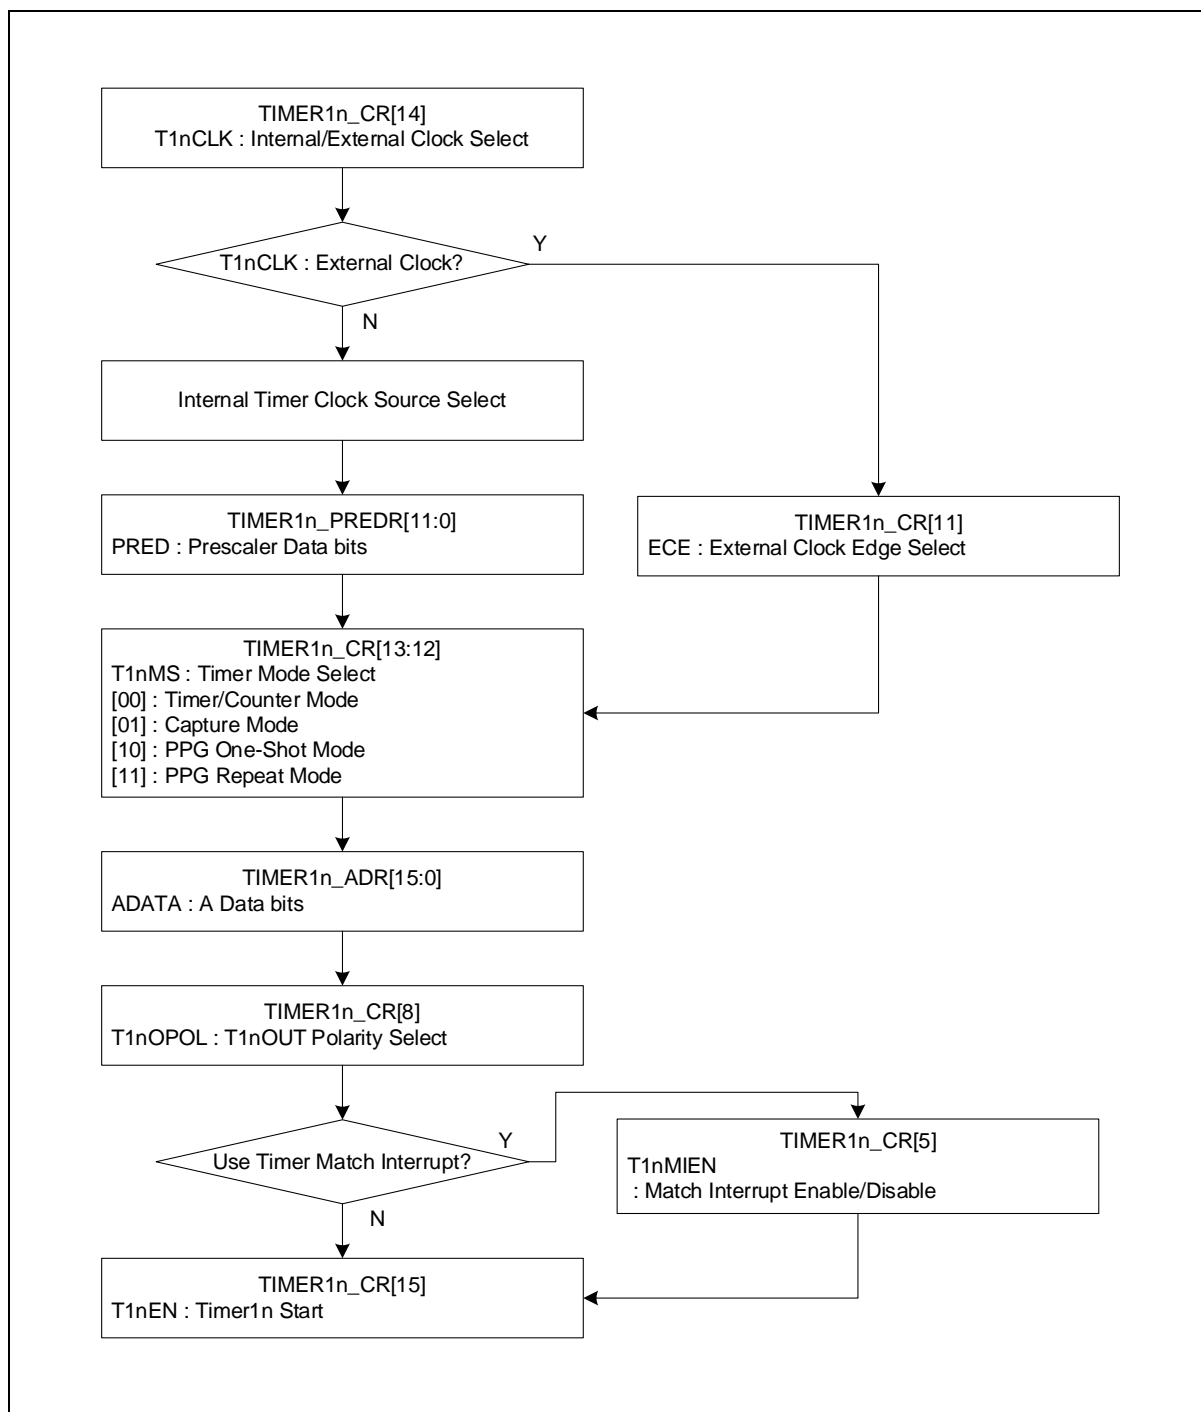 TIMER1n_CR[14]
T1nCLK : Internal/External Clock Select
T1nCLK : External Clock?
Y
N
Internal Timer Clock Source Select
TIMER1n_PREDR[11:0]
PRED : Prescaler Data bits
TIMER1n_CR[11]
ECE : External Clock Edge Select
TIMER1n_CR[13:12]
T1nMS : Timer Mode Select
[00] : Timer/Counter Mode
[01] : Capture Mode
[10] : PPG One-Shot Mode
[11] : PPG Repeat Mode
TIMER1n_ADR[15:0]
ADATA : A Data bits
TIMER1n_CR[8]
T1nOPOL : T1nOUT Polarity Select
Use Timer Match Interrupt?
Y
N
TIMER1n_CR[5]
T1nMIEN
: Match Interrupt Enable/Disable
TIMER1n_CR[15]
T1nEN : Timer1n Start